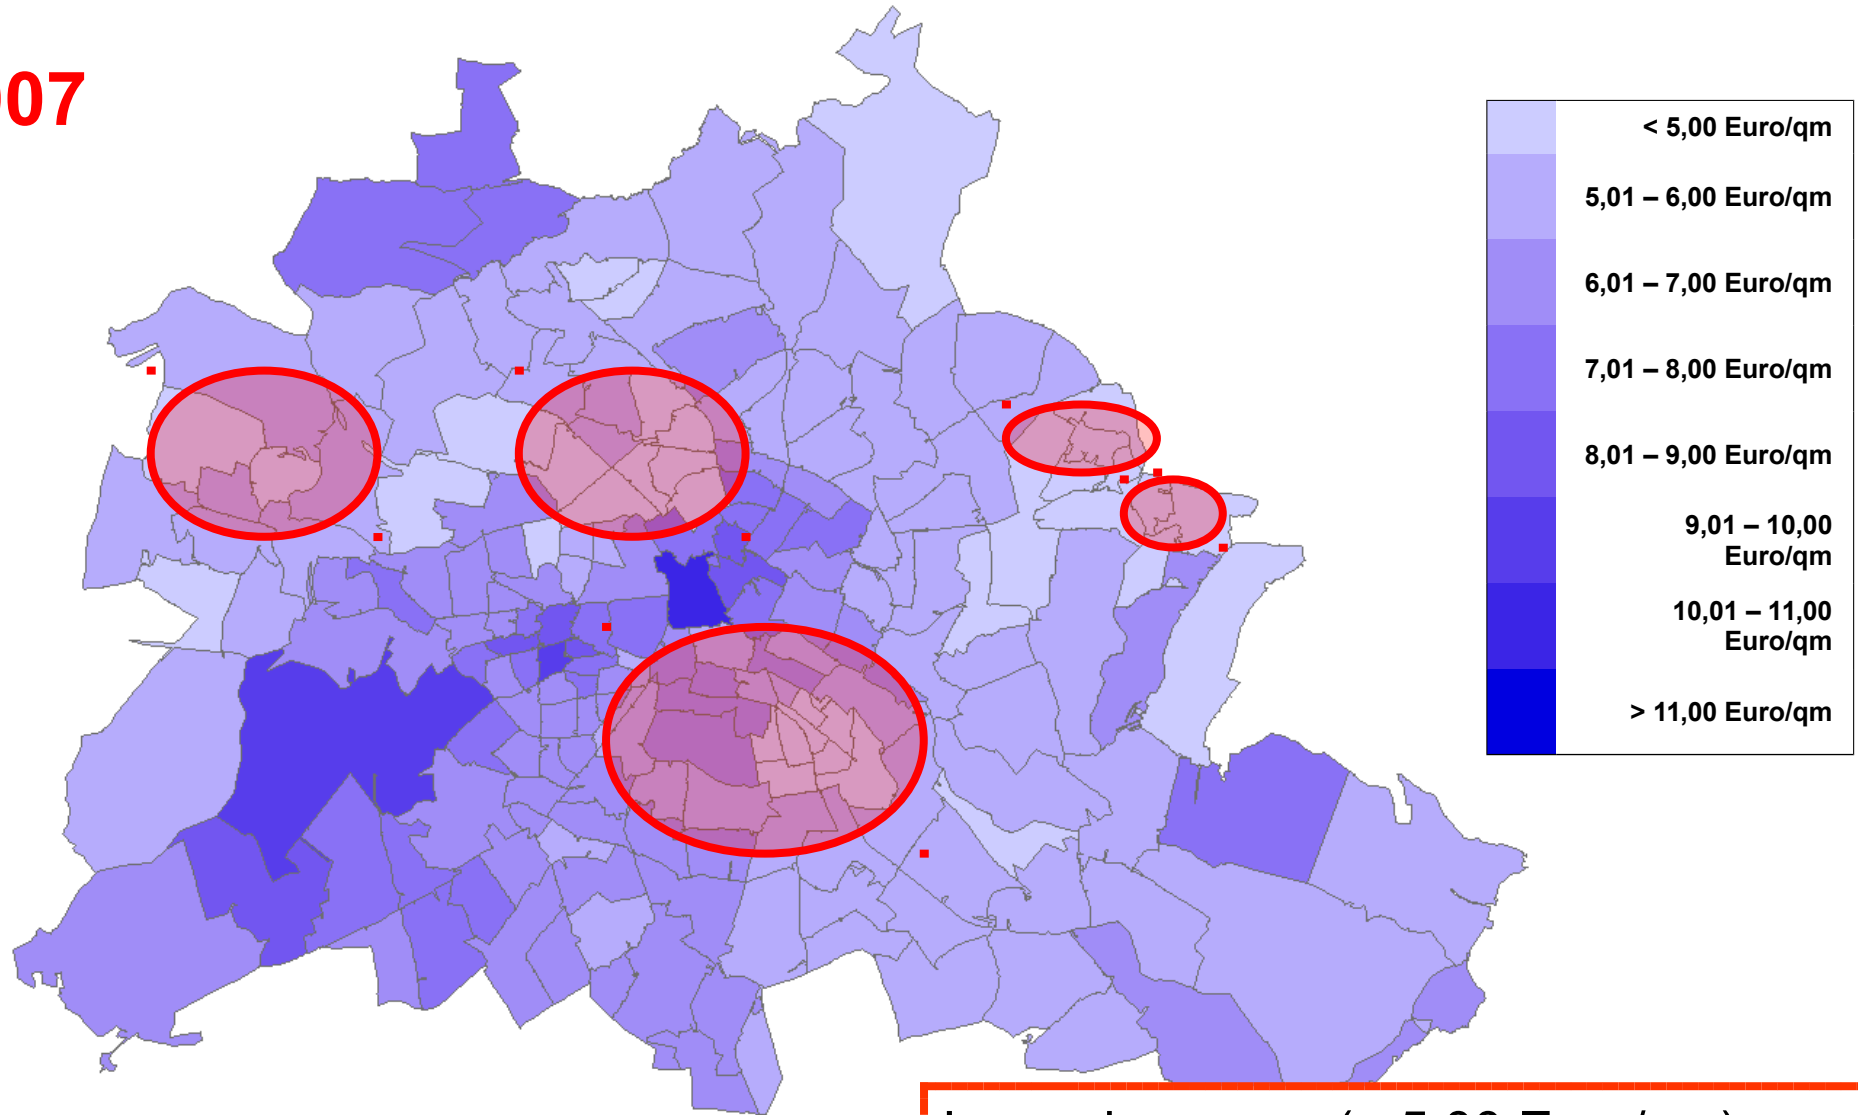 007
< 5,00 Euro/qm
5,01 – 6,00 Euro/qm
6,01 – 7,00 Euro/qm
7,01 – 8,00 Euro/qm
8,01 – 9,00 Euro/qm
9,01 – 10,00
Euro/qm
10,01 – 11,00
Euro/qm
> 11,00 Euro/qm